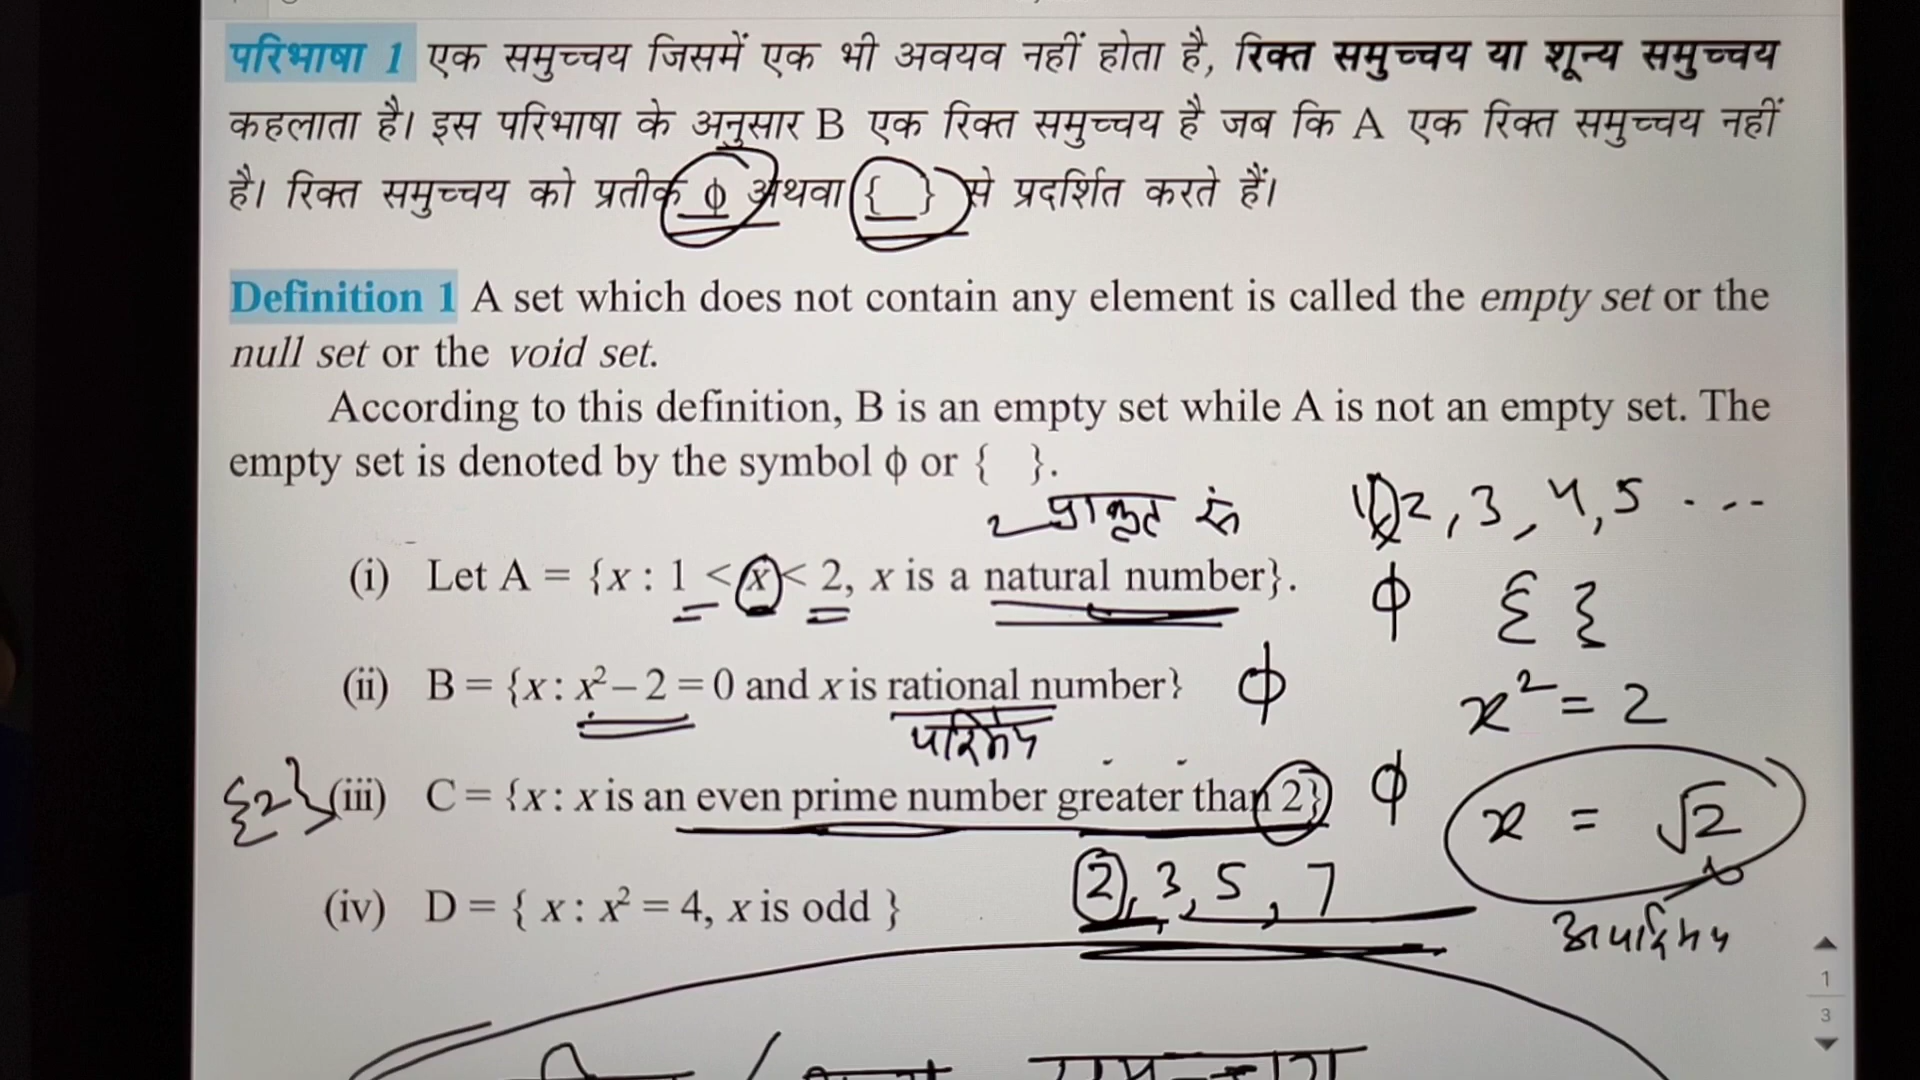 परिभाषा 1 एक समुच्चय जिसमें एक भी अवयव नहीं होता है, रिक्त समुच्चय या शून्य समुच्चय
कहलाता है। इस परिभाषा के अनुसार B एक रिक्त समुच्चय है जब कि A एक रिक्त समुच्चय नहीं
है। रिक्त समुच्चय को प्रतीक ϕ अथवा { } से प्रदर्शित करते हैं।
Definition 1 A set which does not contain any element is called the empty set or the
null set or the void set.
According to this definition, B is an empty set while A is not an empty set. The
empty set is denoted by the symbol ϕ or { }.
प्राकृत सं 1, 2, 3, 4, 5 ...
(i) Let A = {x : 1 < x < 2, x is a natural number}. ϕ { }
(ii) B = {x : x² – 2 = 0 and x is rational number} ϕ x² = 2
परिमेय
{2} (iii) C = {x : x is an even prime number greater than 2} ϕ x = √2
(iv) D = { x : x² = 4, x is odd } 2, 3, 5, 7
1
3